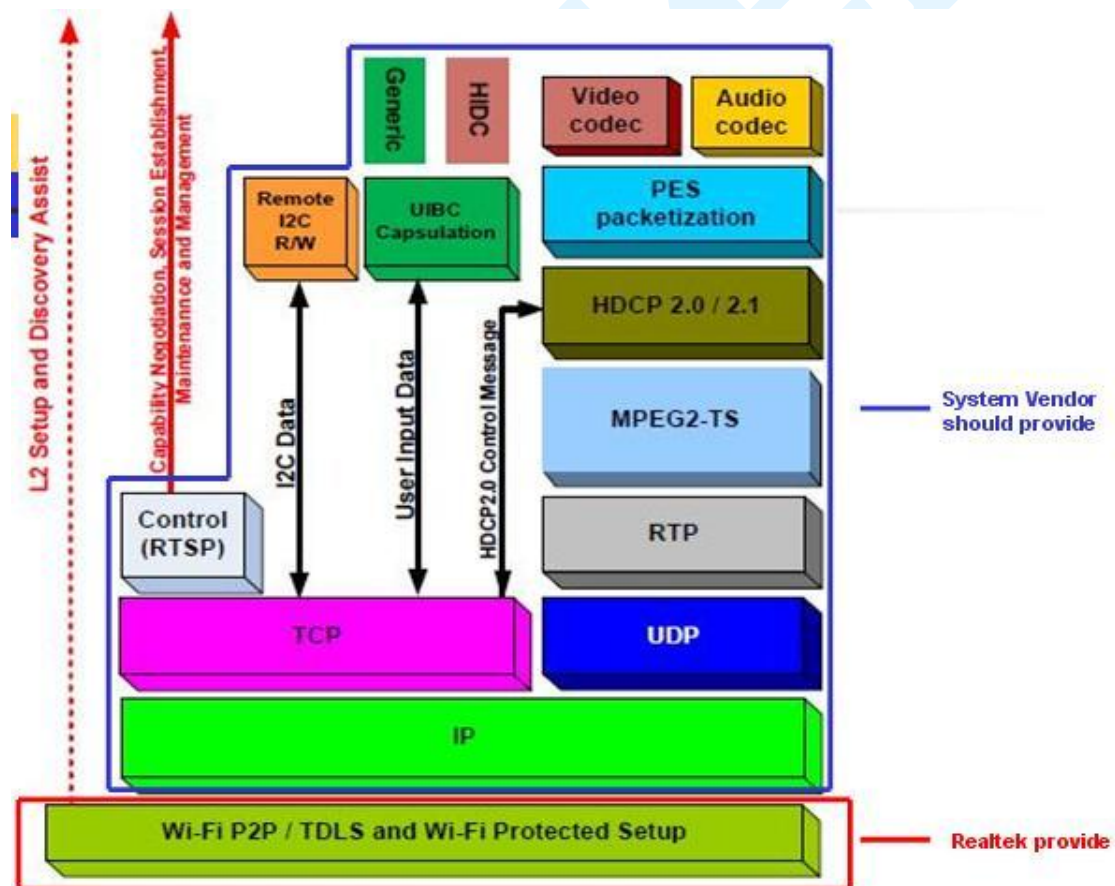 L2 Setup and Discovery Assist
Capability Negotiation, Session Establishment,
Maintenannce and Management
Generic
HIDC
Video
codec
Audio
codec
Remote
I2C
R/W
UIBC
Capsulation
PES
packetization
HDCP 2.0 / 2.1
I2C Data
User Input Data
HDCP2.0 Control Message
MPEG2-TS
System Vendor
should provide
Control
(RTSP)
RTP
TCP
UDP
IP
Wi-Fi P2P / TDLS and Wi-Fi Protected Setup
Realtek provide